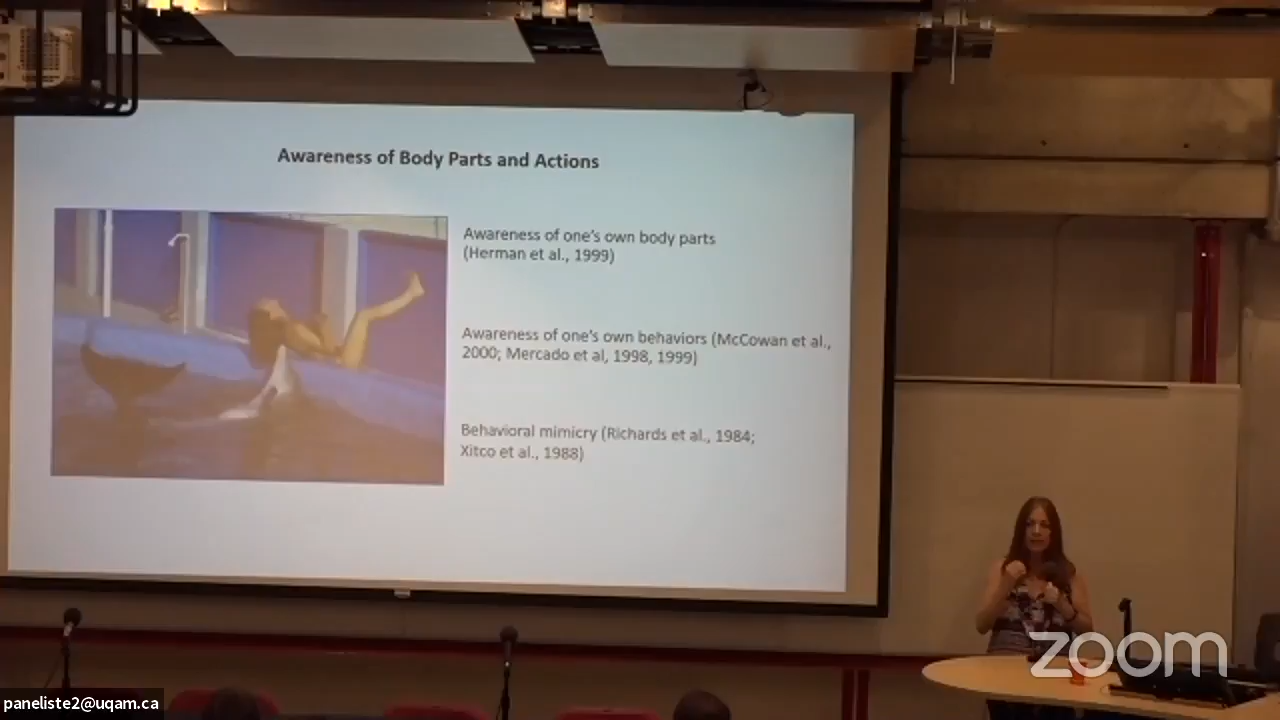 Awareness of Body Parts and Actions
Awareness of one's own body parts
(Herman et al., 1999)
Awareness of one's own behaviors (McCowan et al.,
2000; Mercado et al, 1998, 1999)
Behavioral mimicry (Richards et al., 1984;
Xitco et al., 1988)
zoom
paneliste2@uqam.ca